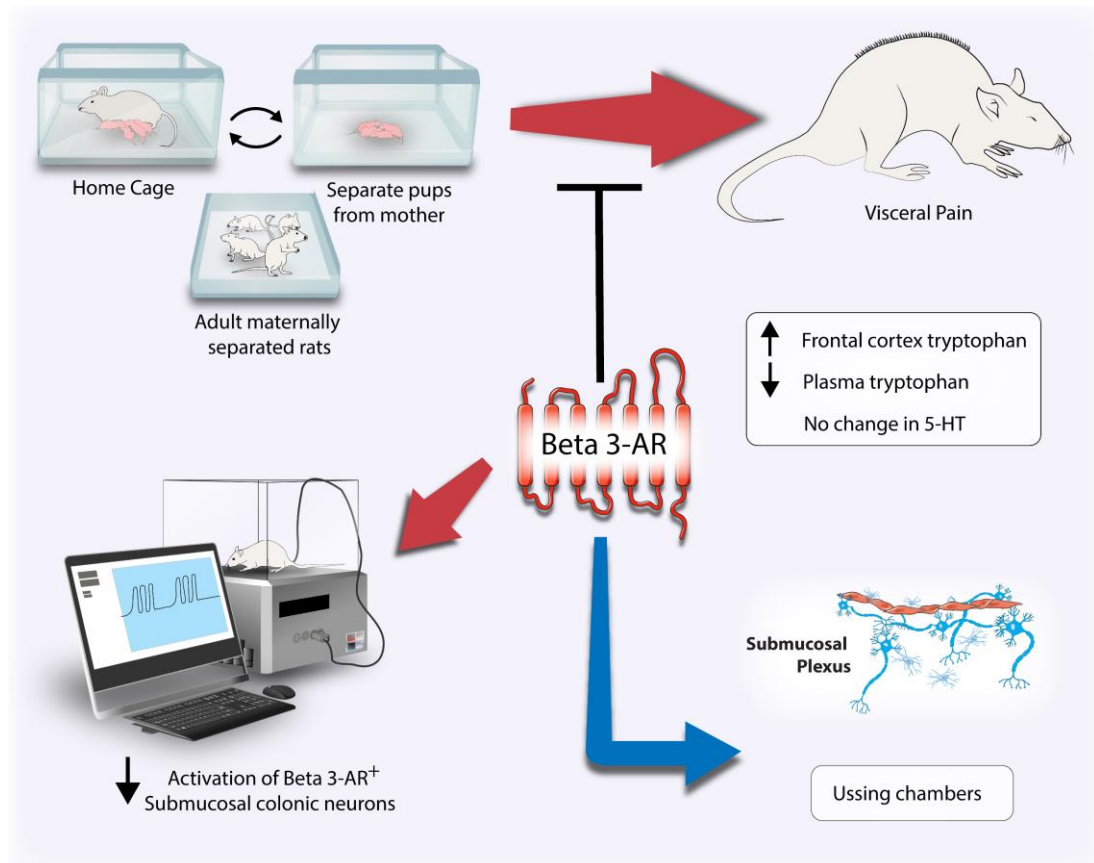 Home Cage
Separate pups
from mother
Adult maternally
separated rats
Visceral Pain
Frontal cortex tryptophan
Plasma tryptophan
No change in 5-HT
Beta 3-AR
Submucosal
Plexus
Activation of Beta 3-AR⁺
Submucosal colonic neurons
Ussing chambers